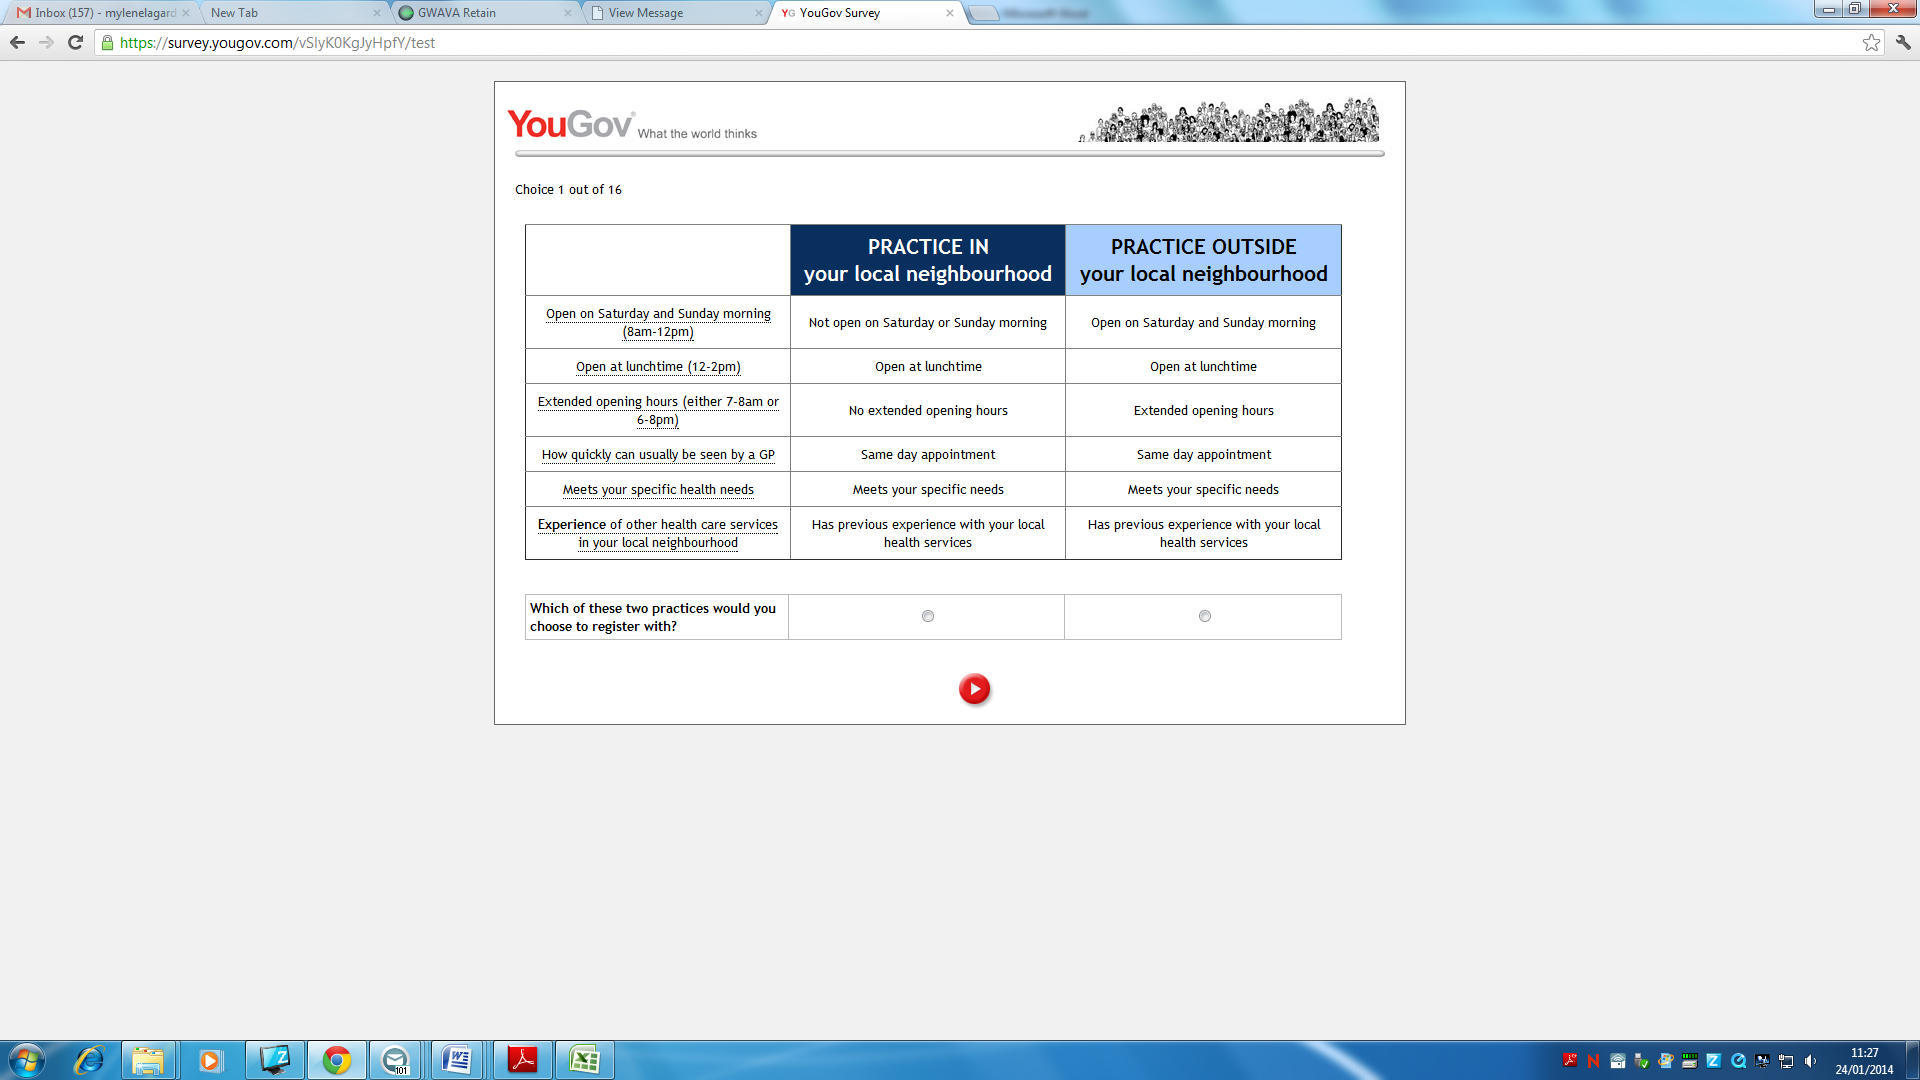 Inbox (157) - mylenelagard
New Tab
GWAVA Retain
View Message
YG YouGov Survey
Microsoft Word
https://survey.yougov.com/vSlyK0KgJyHpfY/test
YouGov® What the world thinks
Choice 1 out of 16
PRACTICE IN
your local neighbourhood
PRACTICE OUTSIDE
your local neighbourhood
Open on Saturday and Sunday morning
(8am-12pm)
Not open on Saturday or Sunday morning
Open on Saturday and Sunday morning
Open at lunchtime (12-2pm)
Open at lunchtime
Open at lunchtime
Extended opening hours (either 7-8am or
6-8pm)
No extended opening hours
Extended opening hours
How quickly can usually be seen by a GP
Same day appointment
Same day appointment
Meets your specific health needs
Meets your specific needs
Meets your specific needs
Experience of other health care services
in your local neighbourhood
Has previous experience with your local
health services
Has previous experience with your local
health services
Which of these two practices would you
choose to register with?
101
11:27
24/01/2014